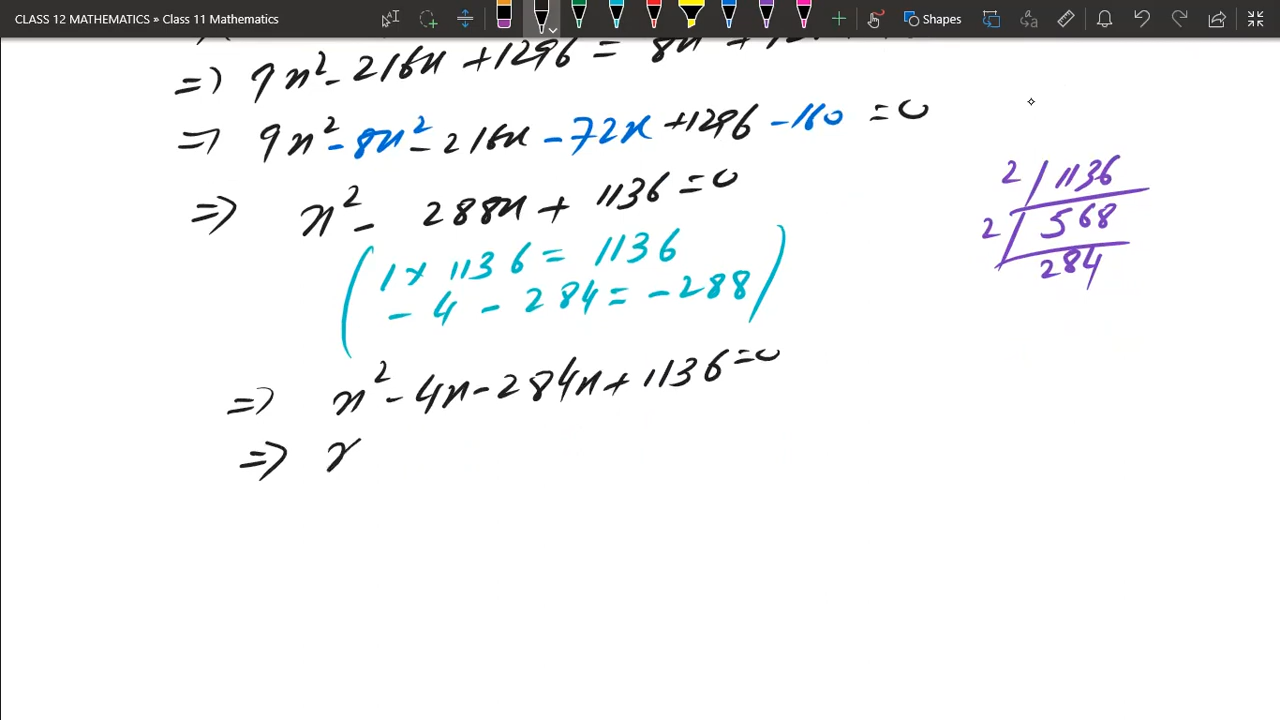 CLASS 12 MATHEMATICS » Class 11 Mathematics
Shapes
=> 9x² - 216x + 1296 = 8x
=> 9x² - 8x² - 216x - 72x + 1296 - 160 = 0
=> x² - 288x + 1136 = 0
(1 × 1136 = 1136
- 4 - 284 = - 288)
=> x² - 4x - 284x + 1136 = 0
=> x
2 / 1136
2 / 568
284